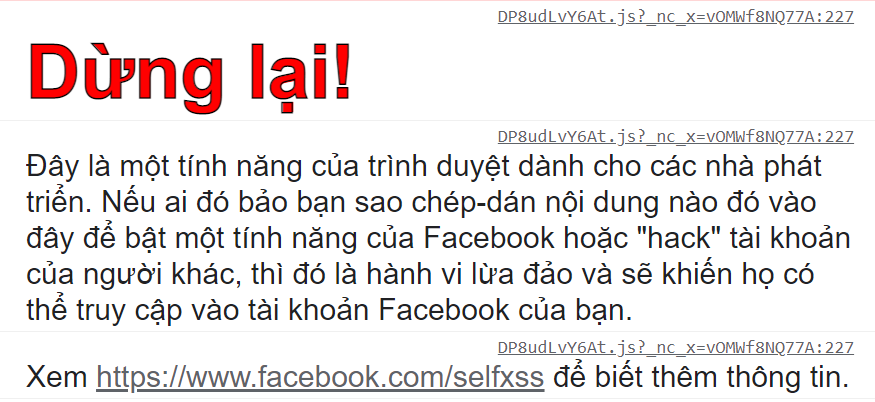 DP8udLvY6At.js?_nc_x=vOMWf8NQ77A:227
Dừng lại!
DP8udLvY6At.js?_nc_x=vOMWf8NQ77A:227
Đây là một tính năng của trình duyệt dành cho các nhà phát
triển. Nếu ai đó bảo bạn sao chép-dán nội dung nào đó vào
đây để bật một tính năng của Facebook hoặc "hack" tài khoản
của người khác, thì đó là hành vi lừa đảo và sẽ khiến họ có
thể truy cập vào tài khoản Facebook của bạn.
DP8udLvY6At.js?_nc_x=vOMWf8NQ77A:227
Xem https://www.facebook.com/selfxss để biết thêm thông tin.